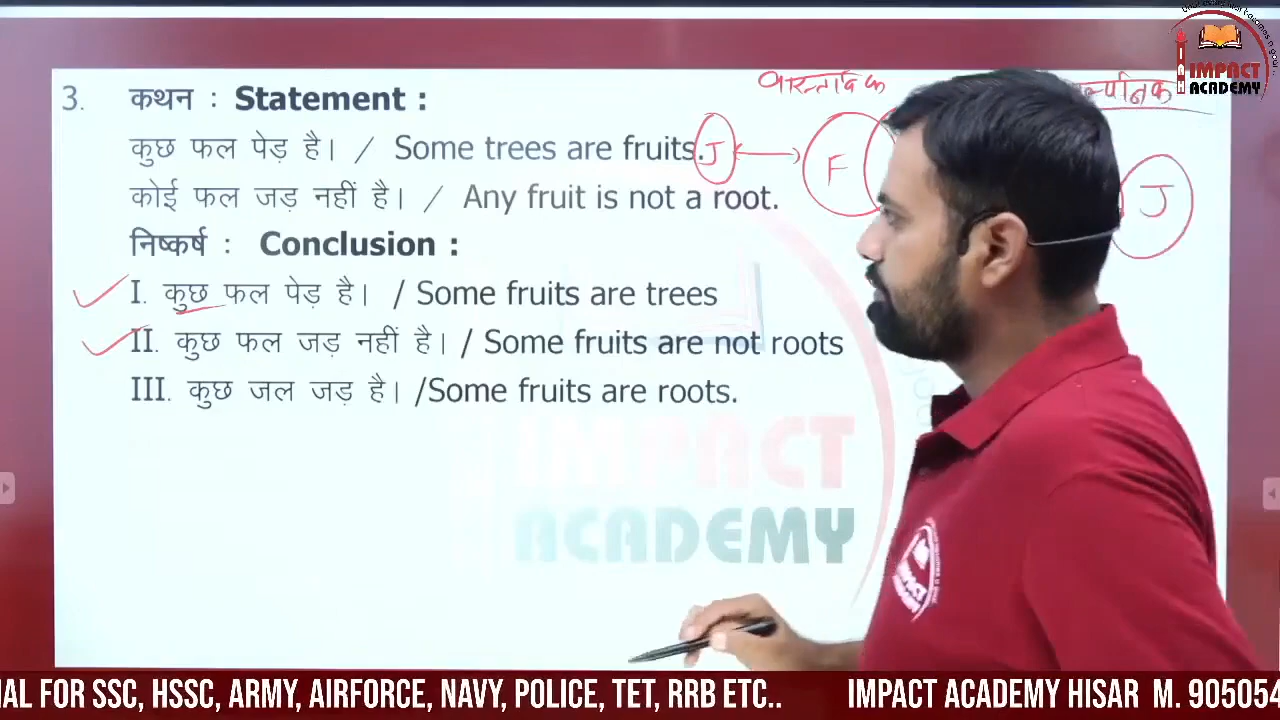 IMPACT
ACADEMY
वास्तविक
3. कथन : Statement :
कुछ फल पेड़ है। / Some trees are fruits.
J F J
कोई फल जड़ नहीं है। / Any fruit is not a root.
निष्कर्ष : Conclusion :
I. कुछ फल पेड़ है। / Some fruits are trees
II. कुछ फल जड़ नहीं है। / Some fruits are not roots
III. कुछ जल जड़ है। /Some fruits are roots.
IMPACT
ACADEMY
IAL FOR SSC, HSSC, ARMY, AIRFORCE, NAVY, POLICE, TET, RRB ETC.. IMPACT ACADEMY HISAR M. 905054